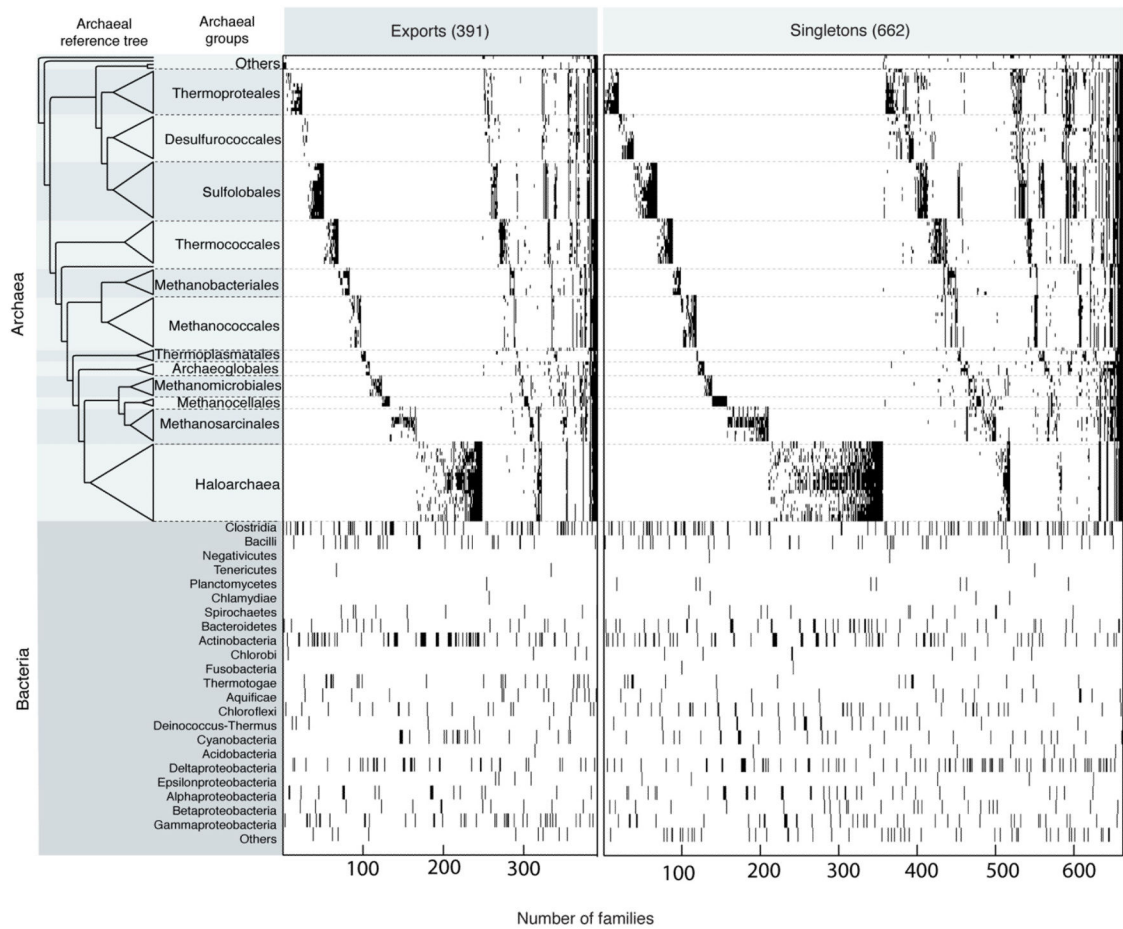 Archaeal
reference tree
Archaeal
groups
Exports (391)
Singletons (662)
Archaea
Others
Thermoproteales
Desulfurococcales
Sulfolobales
Thermococcales
Methanobacteriales
Methanococcales
Thermoplasmatales
Archaeoglobales
Methanomicrobiales
Methanocellales
Methanosarcinales
Haloarchaea
Bacteria
Clostridia
Bacilli
Negativicutes
Tenericutes
Planctomycetes
Chlamydiae
Spirochaetes
Bacteroidetes
Actinobacteria
Chlorobi
Fusobacteria
Thermotogae
Aquificae
Chloroflexi
Deinococcus-Thermus
Cyanobacteria
Acidobacteria
Deltaproteobacteria
Epsilonproteobacteria
Alphaproteobacteria
Betaproteobacteria
Gammaproteobacteria
Others
100 200 300
100 200 300 400 500 600
Number of families